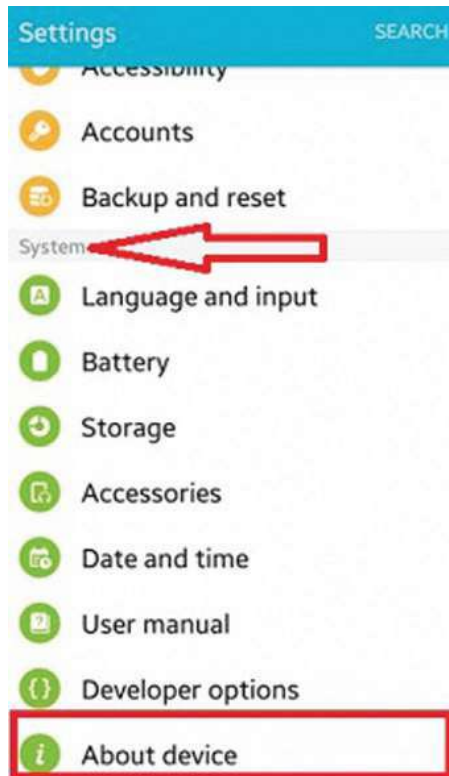 Settings
SEARCH
Accessibility
Accounts
Backup and reset
System
Language and input
Battery
Storage
Accessories
Date and time
User manual
Developer options
About device